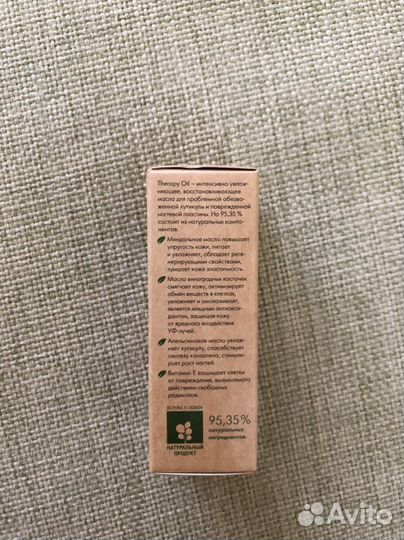 Therapy Oil – интенсивно увлаж-
няющее, восстанавливающее
масло для проблемной обезво-
женной кутикулы и поврежденной
ногтевой пластины. На 95,35 %
состоит из натуральных компо-
нентов.
Миндальное масло повышает
упругость кожи, питает
и увлажняет, обладает реге-
нерирующими свойствами,
придает коже эластичность.
Масло виноградных косточек
смягчает кожу, активизирует
обмен веществ в клетках,
увлажняет и омолаживает,
является мощным антиокси-
дантом, защищая кожу
от вредного воздействия
УФ-лучей.
Апельсиновое масло увлаж-
няет кутикулу, способствует
синтезу коллагена, стимули-
рует рост ногтей.
Витамин Е защищает клетки
от повреждения, вызываемого
действием свободных
радикалов.
95,35%
натуральных
ингредиентов
НАТУРАЛЬНЫЙ
ПРОДУКТ
Avito